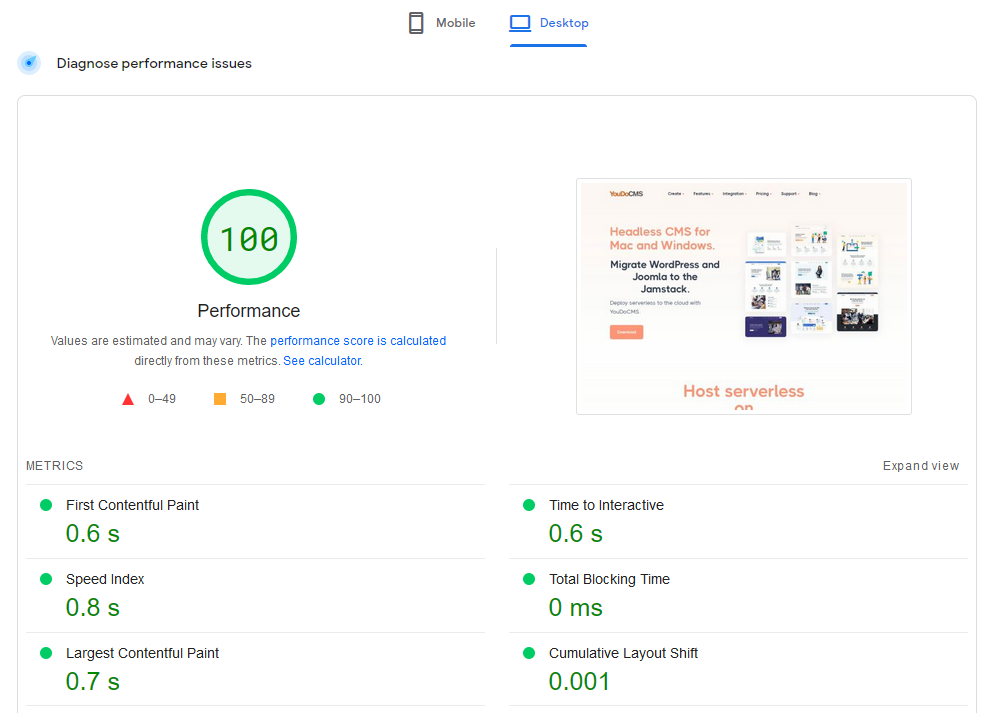 Mobile
Desktop
Diagnose performance issues
100
Performance
Values are estimated and may vary. The performance score is calculated
directly from these metrics. See calculator.
0–49
50–89
90–100
YouDoCMS
Create
Features
Integration
Pricing
Support
Blog
Headless CMS for
Mac and Windows.
Migrate WordPress and
Joomla to the
Jamstack.
Deploy serverless to the cloud with
YouDoCMS.
Host serverless
on
METRICS
Expand view
First Contentful Paint
0.6 s
Time to Interactive
0.6 s
Speed Index
0.8 s
Total Blocking Time
0 ms
Largest Contentful Paint
0.7 s
Cumulative Layout Shift
0.001